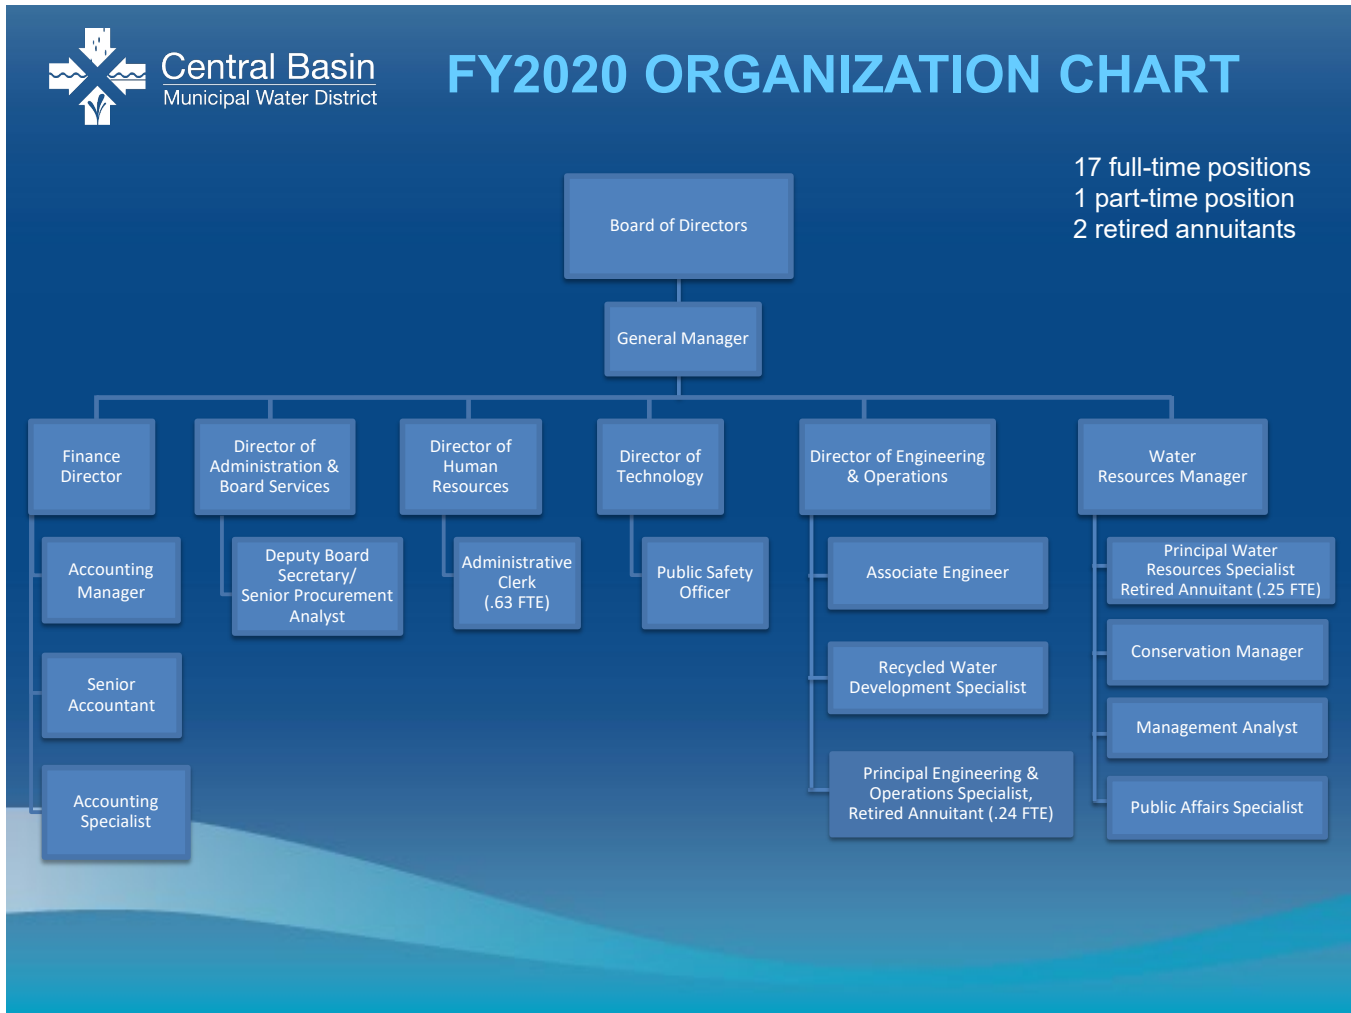 Central Basin
Municipal Water District
FY2020 ORGANIZATION CHART
17 full-time positions
1 part-time position
2 retired annuitants
Board of Directors
General Manager
Finance
Director
Director of
Administration &
Board Services
Director of
Human
Resources
Director of
Technology
Director of Engineering
& Operations
Water
Resources Manager
Accounting
Manager
Senior
Accountant
Accounting
Specialist
Deputy Board
Secretary/
Senior Procurement
Analyst
Administrative
Clerk
(.63 FTE)
Public Safety
Officer
Associate Engineer
Recycled Water
Development Specialist
Principal Engineering &
Operations Specialist,
Retired Annuitant (.24 FTE)
Principal Water
Resources Specialist
Retired Annuitant (.25 FTE)
Conservation Manager
Management Analyst
Public Affairs Specialist